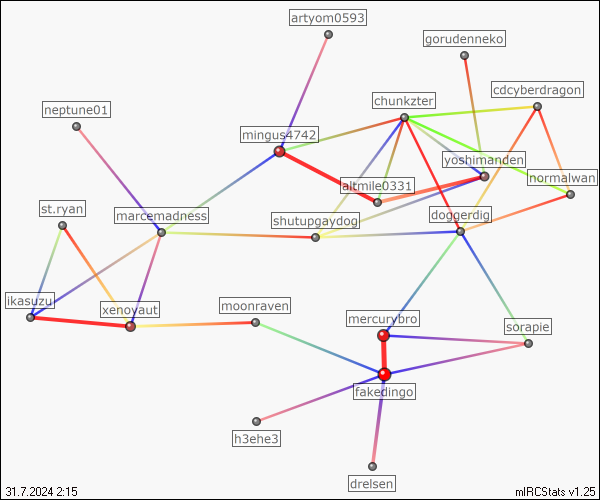 artyom0593
gorudenneko
cdcyberdragon
neptune01
chunkzter
mingus4742
yoshimanden
normalwan
altmile0331
st.ryan
marcemadness
shutupgaydog
doggerdig
ikasuzu
xenoyaut
moonraven
mercurybro
sorapie
fakedingo
h3ehe3
drelsen
31.7.2024 2:15
mIRCStats v1.25